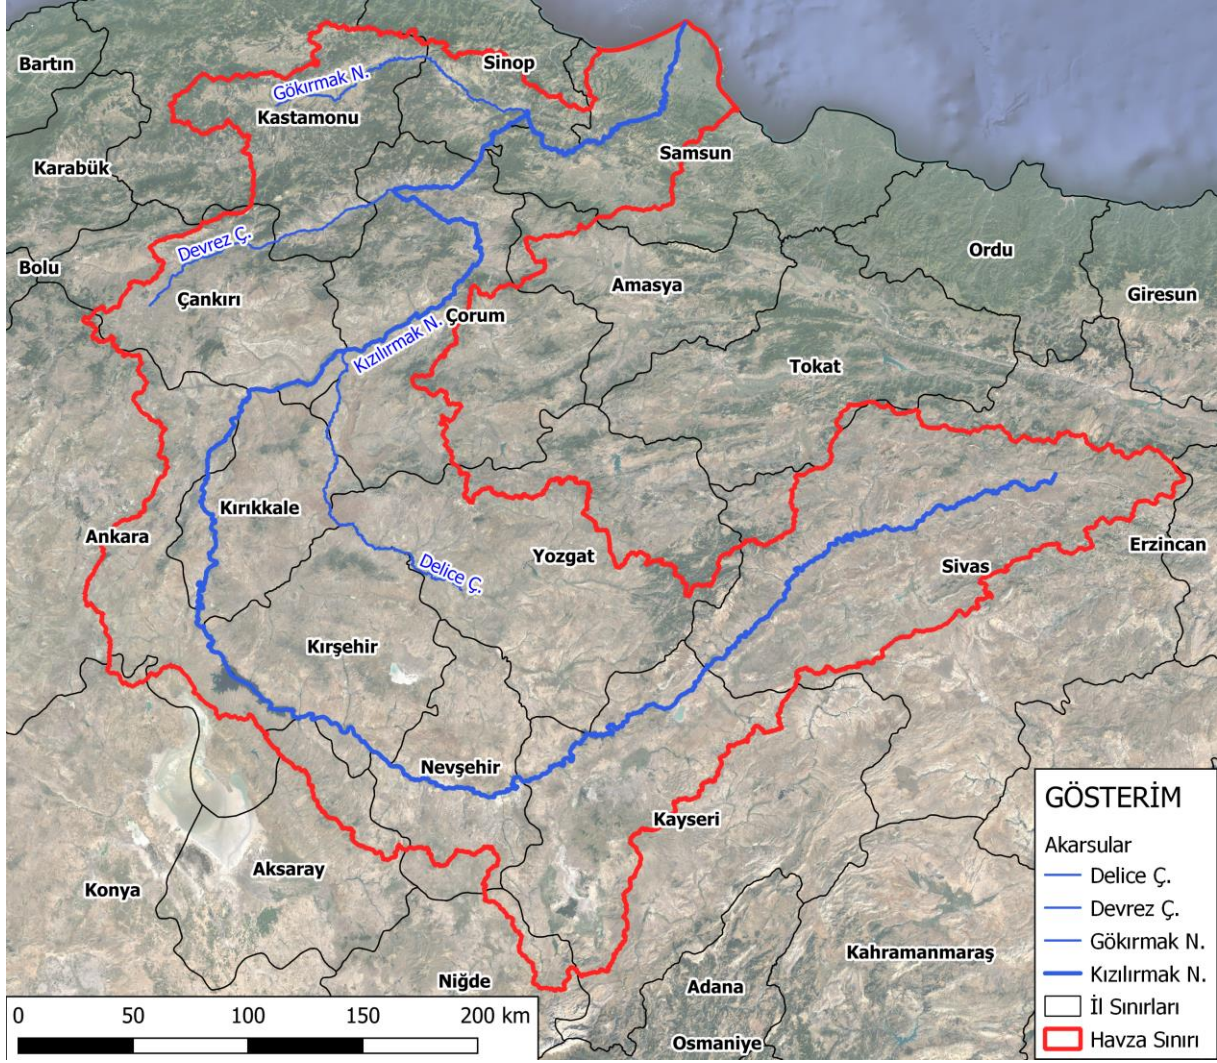 Bartın
Sinop
Gökırmak N.
Kastamonu
Samsun
Karabük
Devrez Ç.
Ordu
Bolu
Amasya
Çankırı
Giresun
Çorum
Kızılırmak N.
Tokat
Kırıkkale
Ankara
Yozgat
Erzincan
Sivas
Delice Ç.
Kırşehir
Nevşehir
Kayseri
Aksaray
Konya
Kahramanmaraş
Niğde
Adana
Osmaniye
0 50 100 150 200 km
GÖSTERİM
Akarsular
Delice Ç.
Devrez Ç.
Gökırmak N.
Kızılırmak N.
İl Sınırları
Havza Sınırı